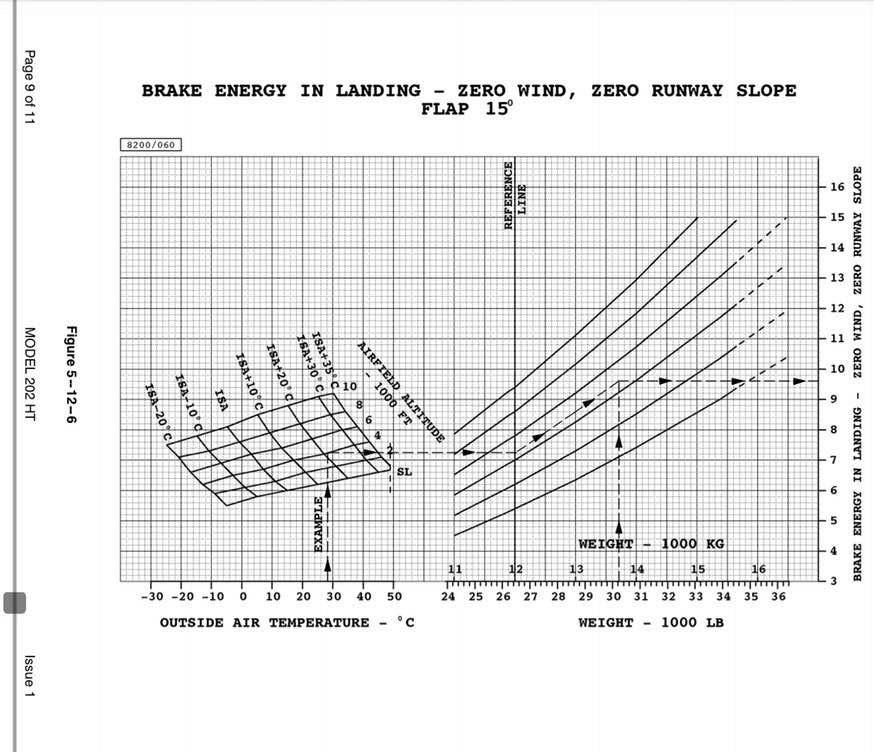 BRAKE ENERGY IN LANDING - ZERO WIND, ZERO RUNWAY SLOPE
FLAP 15°
8200/060
REFERENCE
LINE
16
15
14
13
12
11
10
9
8
7
6
5
4
3
BRAKE ENERGY IN LANDING - ZERO WIND, ZERO RUNWAY SLOPE
ISA-20°C
ISA-10°C
ISA
ISA+10°C
ISA+20°C
ISA+30°C
ISA+35°C
AIRFIELD ALTITUDE
- 1000 FT
10
8
6
4
2
SL
EXAMPLE
WEIGHT - 1000 KG
11 12 13 14 15 16
-30 -20 -10 0 10 20 30 40 50
24 25 26 27 28 29 30 31 32 33 34 35 36
OUTSIDE AIR TEMPERATURE - °C
WEIGHT - 1000 LB
Figure 5-12-6
Page 9 of 11
MODEL 202 HT
Issue 1